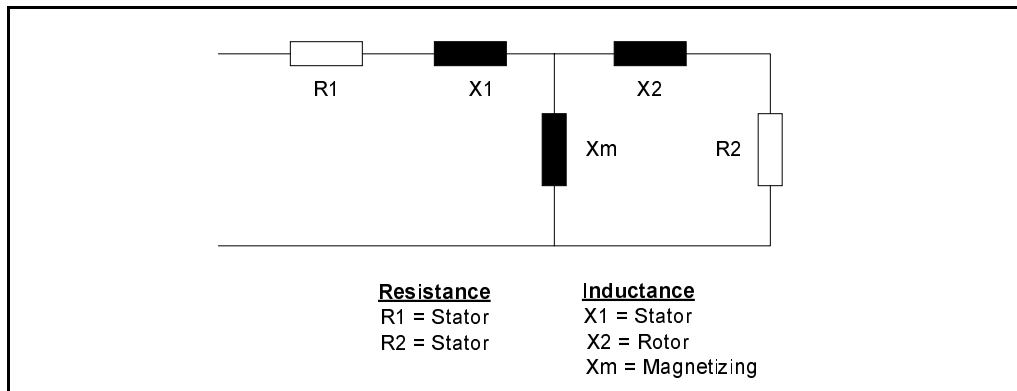 R1
X1
X2
Xm
R2
Resistance
R1 = Stator
R2 = Stator
Inductance
X1 = Stator
X2 = Rotor
Xm = Magnetizing